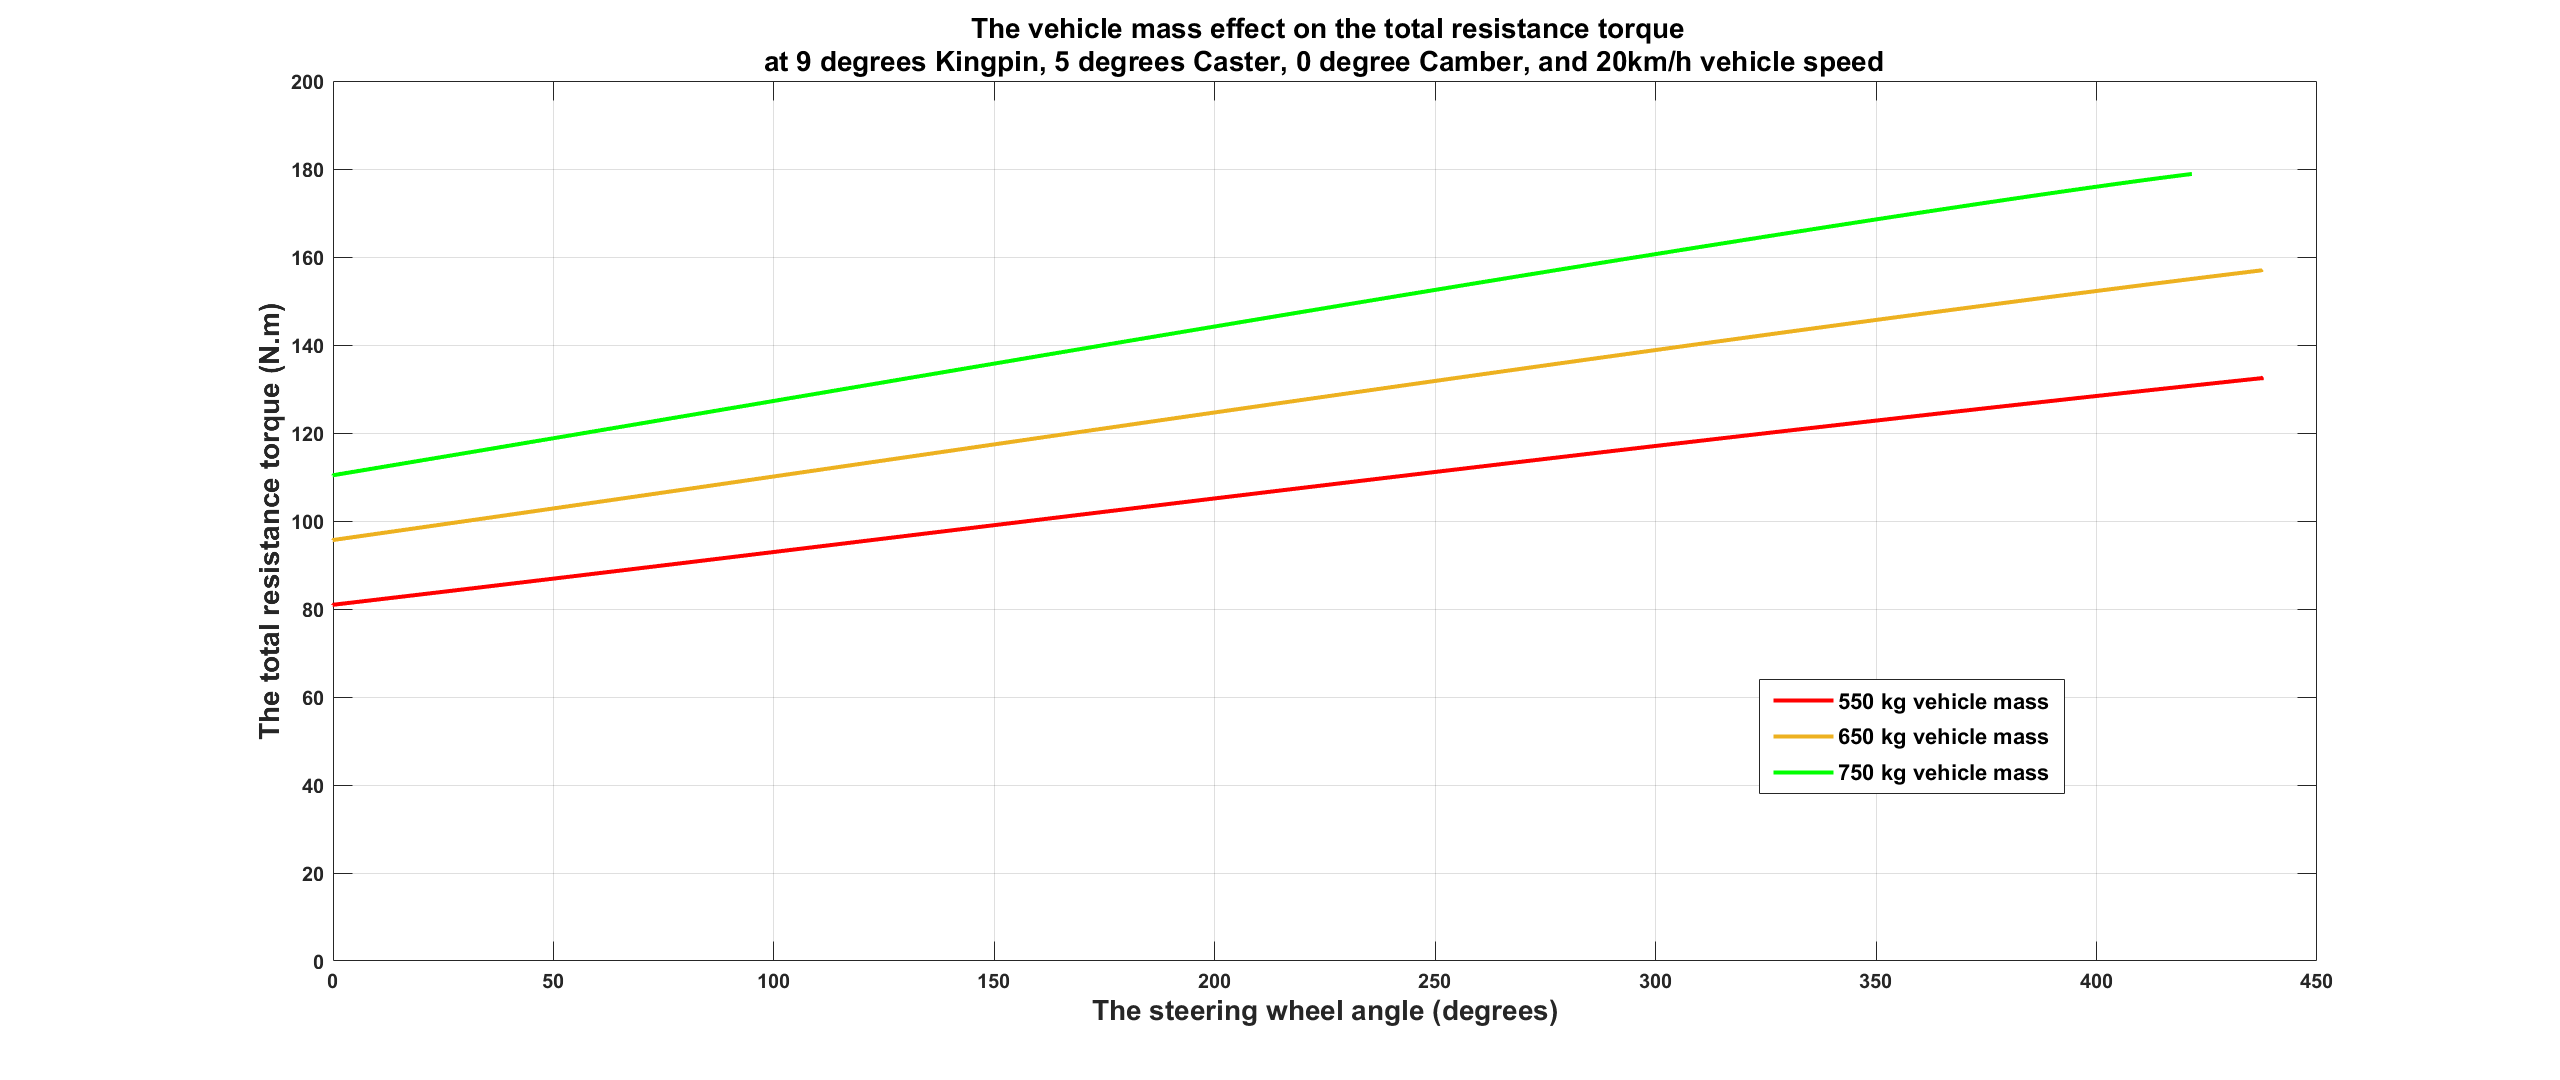 The vehicle mass effect on the total resistance torque
at 9 degrees Kingpin, 5 degrees Caster, 0 degree Camber, and 20km/h vehicle speed
The total resistance torque (N.m)
200
180
160
140
120
100
80
60
40
20
0
550 kg vehicle mass
650 kg vehicle mass
750 kg vehicle mass
0 50 100 150 200 250 300 350 400 450
The steering wheel angle (degrees)